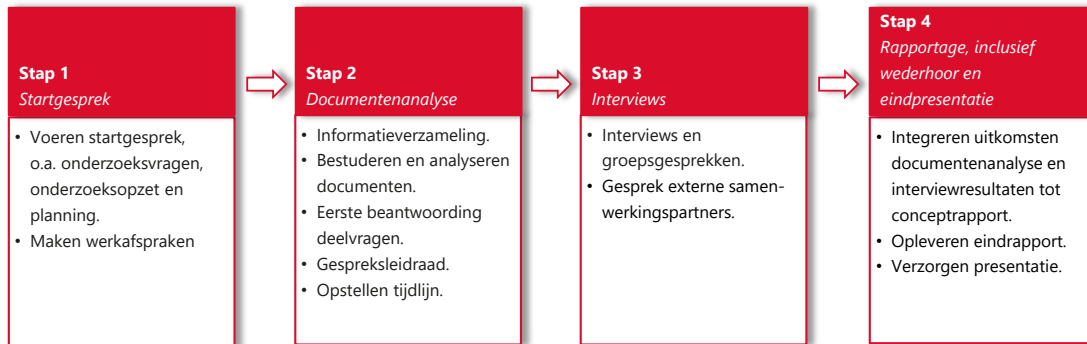 Stap 1
Startgesprek
• Voeren startgesprek,
o.a. onderzoeksvragen,
onderzoeksopzet en
planning.
• Maken werkafspraken
Stap 2
Documentenanalyse
• Informatieverzameling.
• Bestuderen en analyseren
documenten.
• Eerste beantwoording
deelvragen.
• Gespreksleidraad.
• Opstellen tijdlijn.
Stap 3
Interviews
• Interviews en
groepsgesprekken.
• Gesprek externe samen-
werkingspartners.
Stap 4
Rapportage, inclusief
wederhoor en
eindpresentatie
• Integreren uitkomsten
documentenanalyse en
interviewresultaten tot
conceptrapport.
• Opleveren eindrapport.
• Verzorgen presentatie.